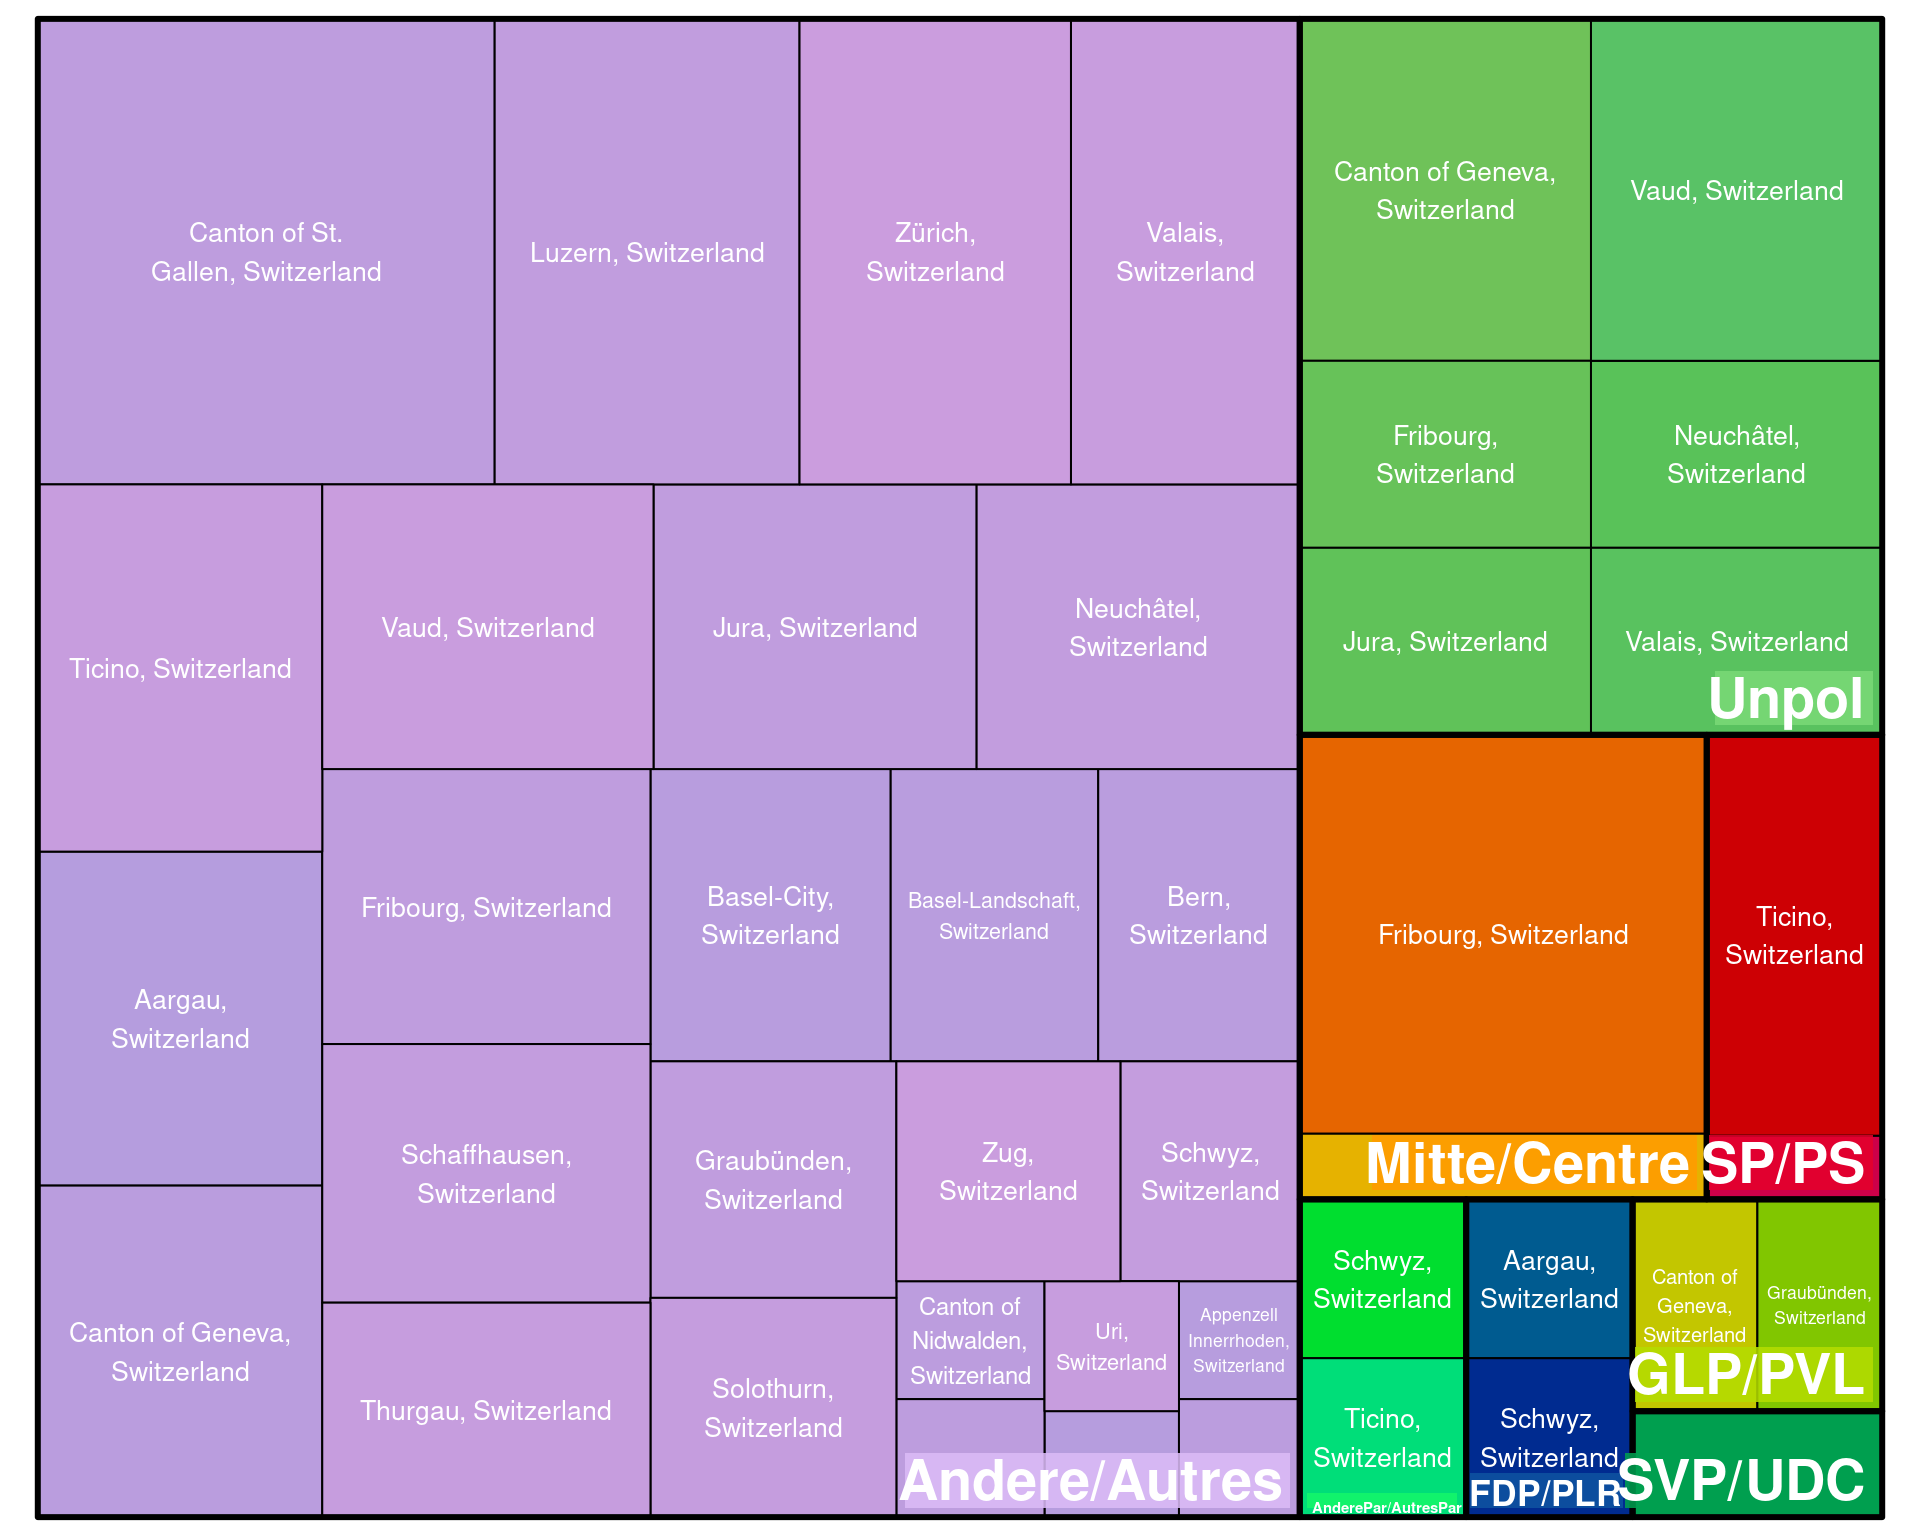 Canton of St.
Gallen, Switzerland
Luzern, Switzerland
Zürich,
Switzerland
Valais,
Switzerland
Ticino, Switzerland
Vaud, Switzerland
Jura, Switzerland
Neuchâtel,
Switzerland
Aargau,
Switzerland
Fribourg, Switzerland
Basel-City,
Switzerland
Basel-Landschaft,
Switzerland
Bern,
Switzerland
Schaffhausen,
Switzerland
Graubünden,
Switzerland
Zug,
Switzerland
Schwyz,
Switzerland
Canton of Geneva,
Switzerland
Thurgau, Switzerland
Solothurn,
Switzerland
Canton of
Nidwalden,
Switzerland
Uri,
Switzerland
Appenzell
Innerrhoden,
Switzerland
Andere/Autres
Canton of Geneva,
Switzerland
Vaud, Switzerland
Fribourg,
Switzerland
Neuchâtel,
Switzerland
Jura, Switzerland
Valais, Switzerland
Unpol
Fribourg, Switzerland
Mitte/Centre
Ticino,
Switzerland
SP/PS
Schwyz,
Switzerland
Ticino,
Switzerland
AnderePar/AutresPar
Aargau,
Switzerland
Schwyz,
Switzerland
FDP/PLR
Canton of
Geneva,
Switzerland
Graubünden,
Switzerland
GLP/PVL
SVP/UDC